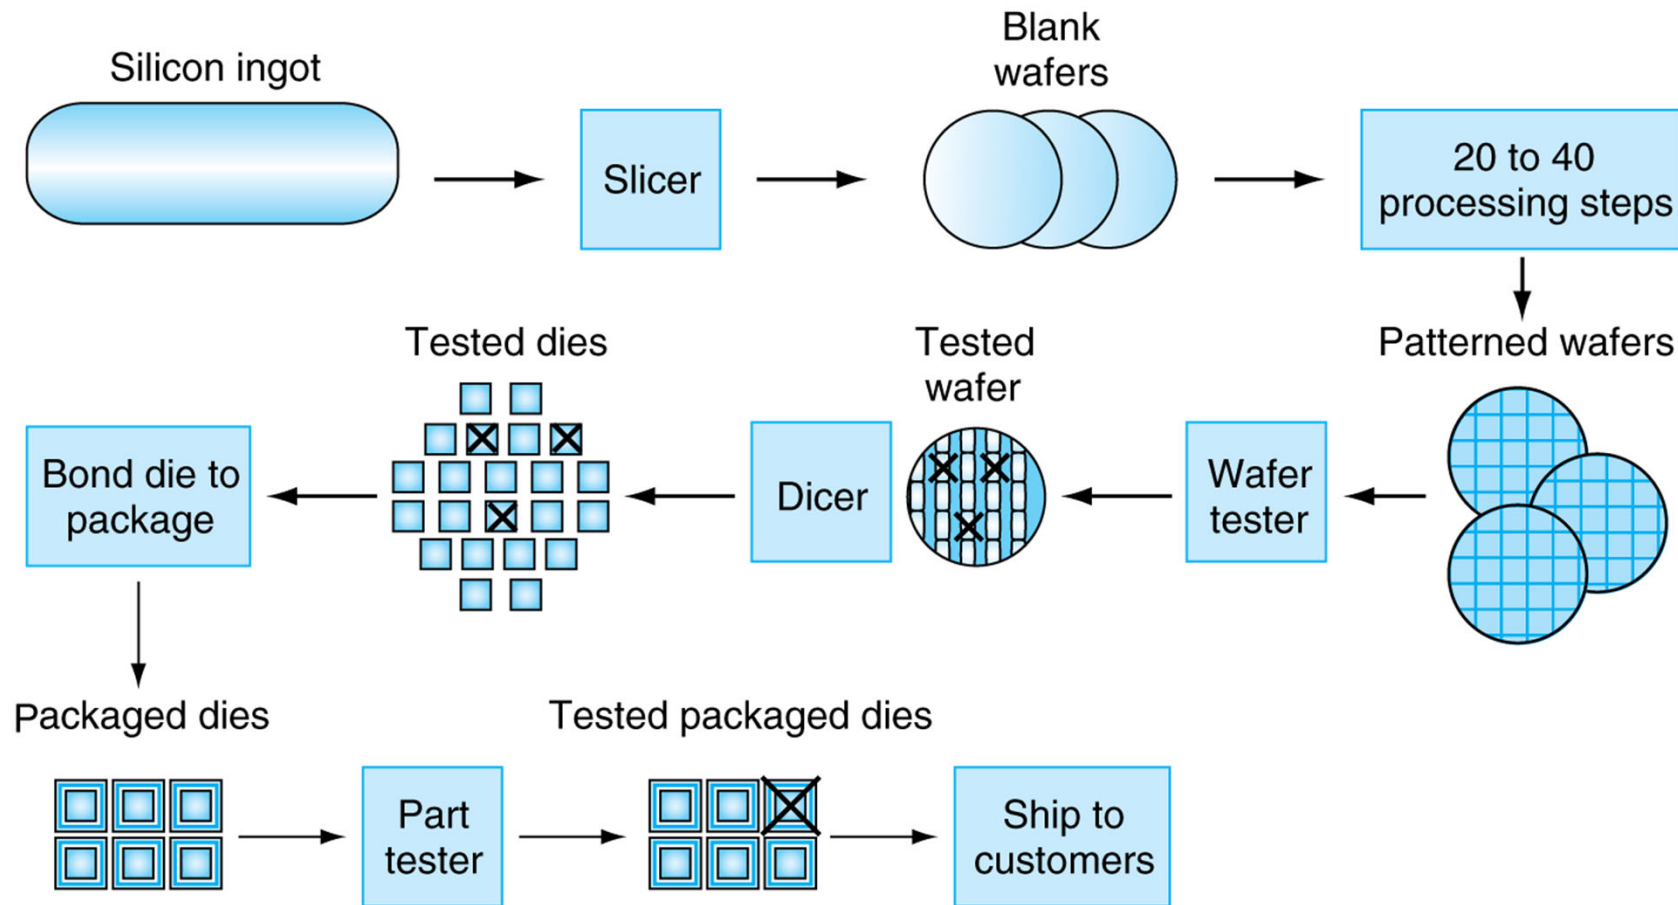 Silicon ingot
Slicer
Blank
wafers
20 to 40
processing steps
Tested dies
Tested
wafer
Patterned wafers
Bond die to
package
Dicer
Wafer
tester
Packaged dies
Tested packaged dies
Part
tester
Ship to
customers